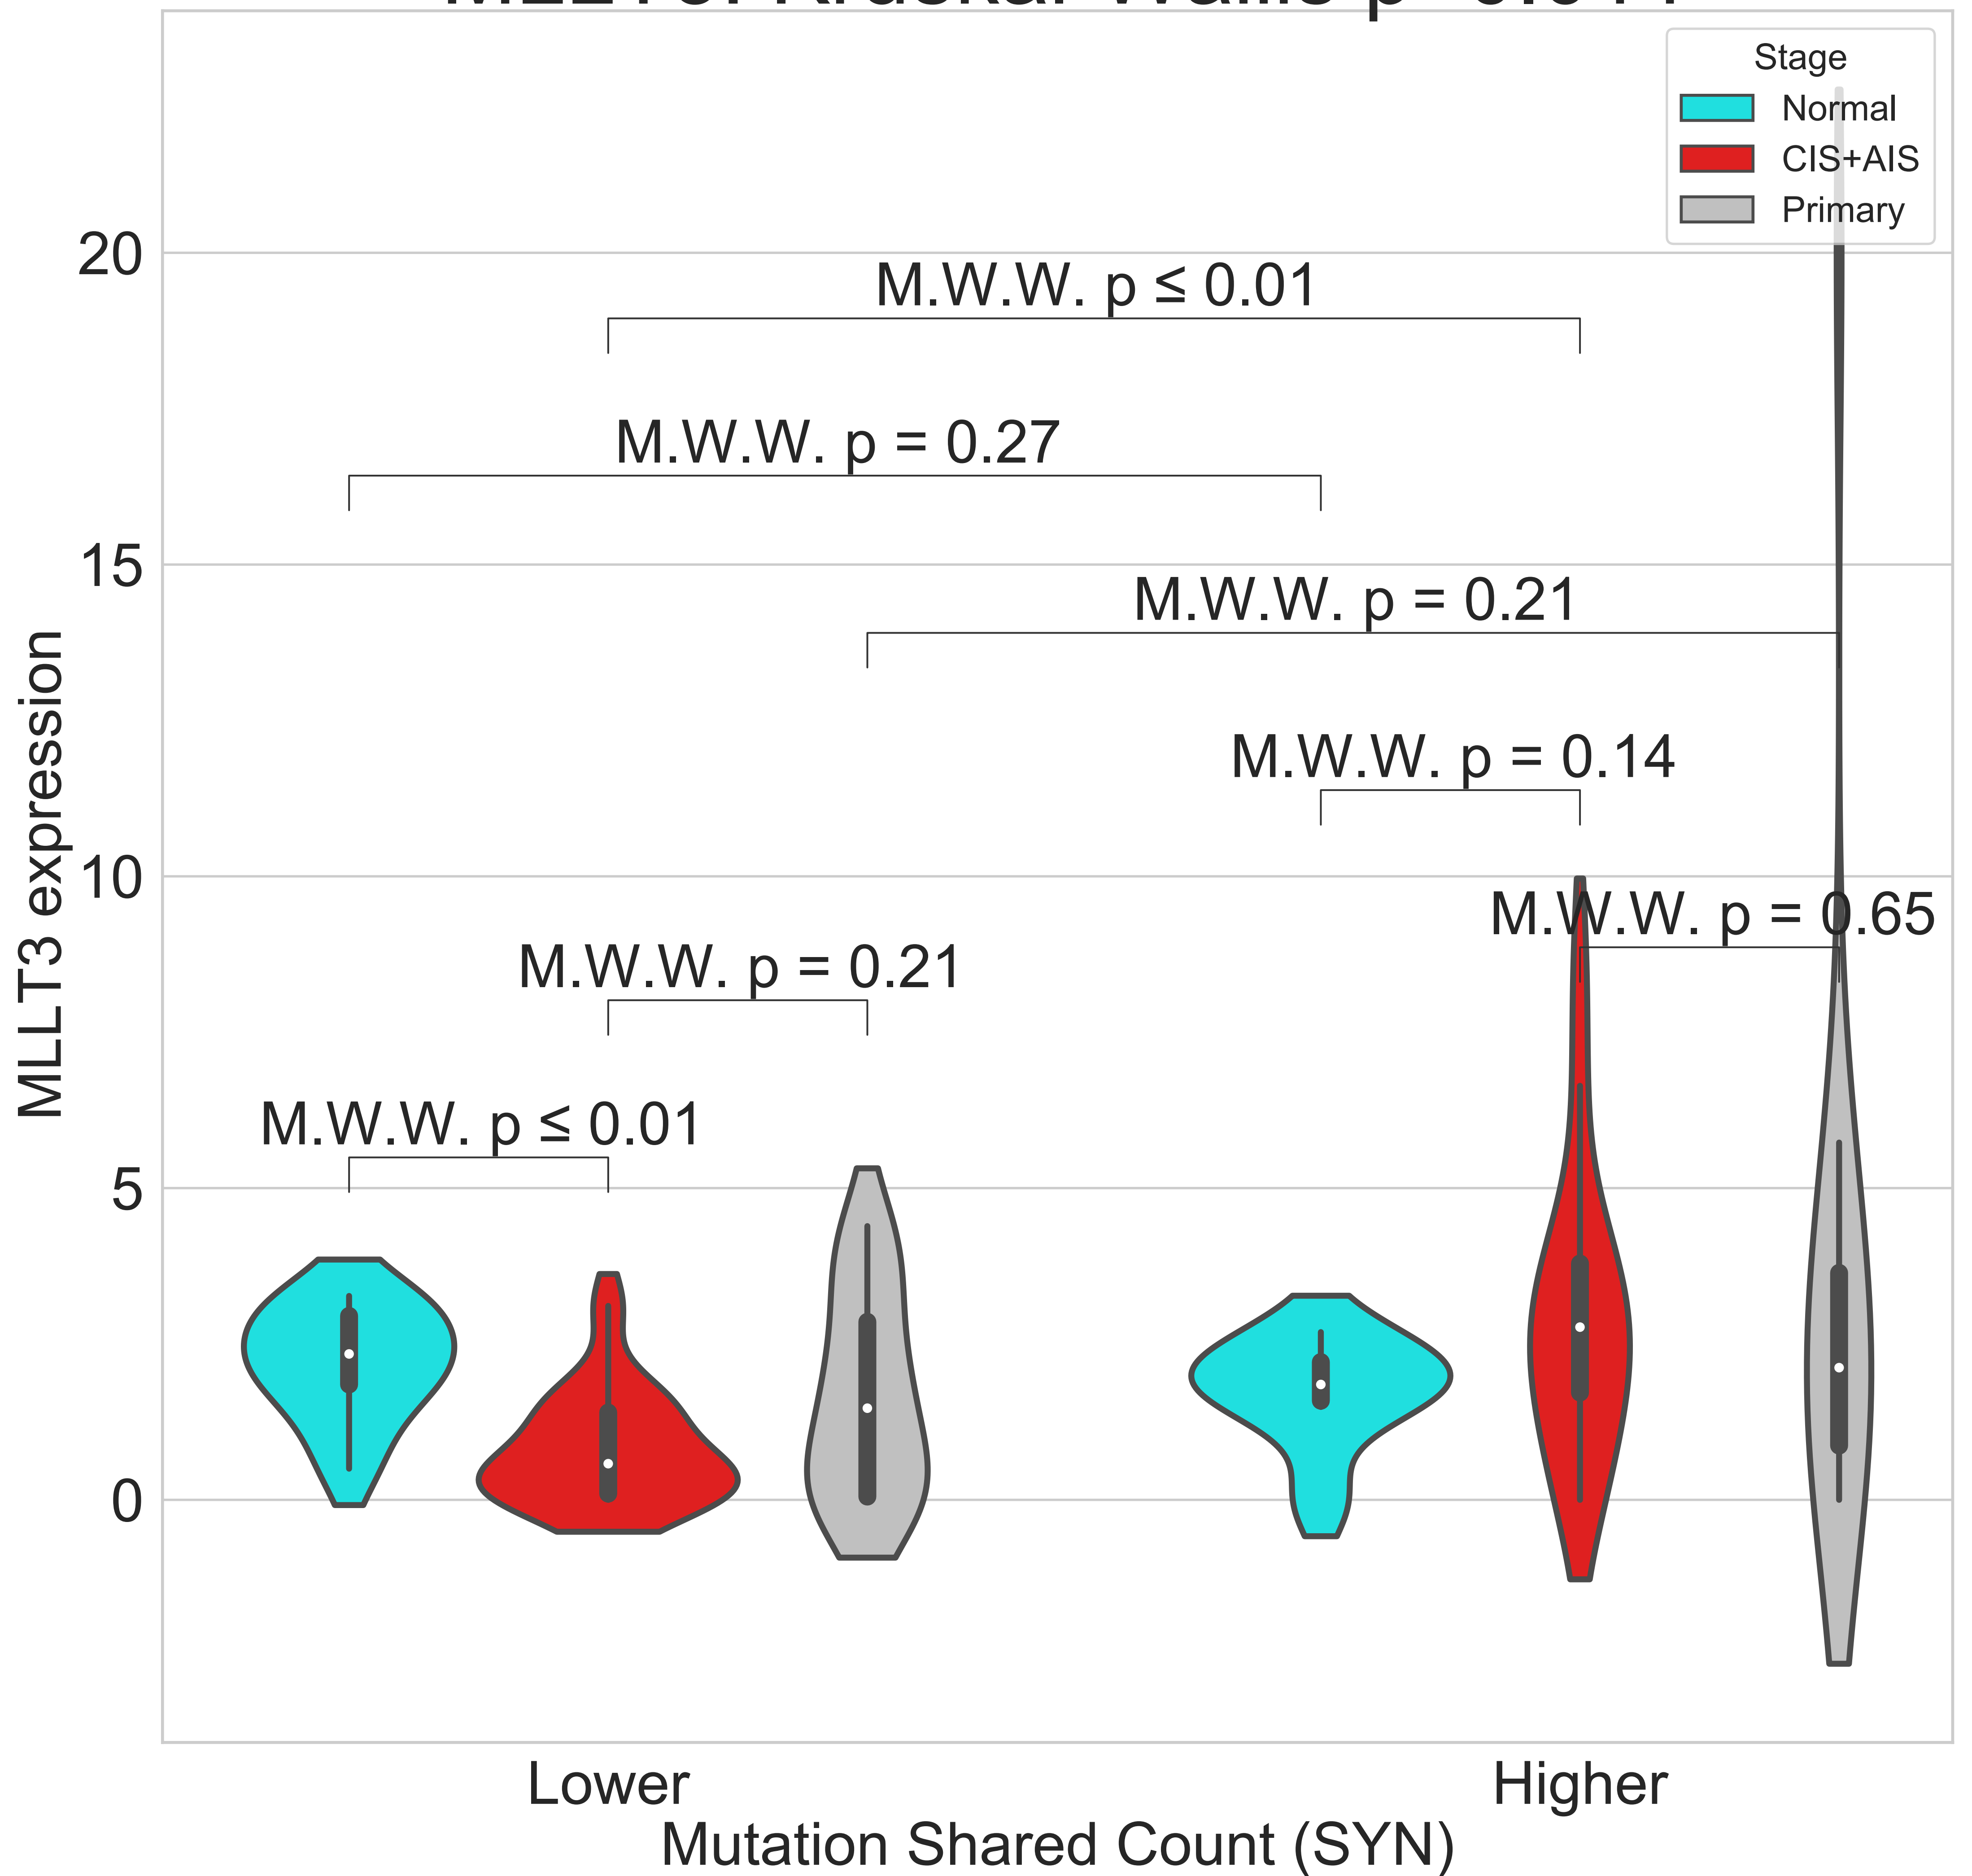 Stage
Normal
CIS+AIS
Primary
20
15
10
5
0
MLLT3 expression
M.W.W. p ≤ 0.01
M.W.W. p = 0.27
M.W.W. p = 0.21
M.W.W. p = 0.14
M.W.W. p = 0.65
M.W.W. p = 0.21
M.W.W. p ≤ 0.01
Lower
Higher
Mutation Shared Count (SYN)